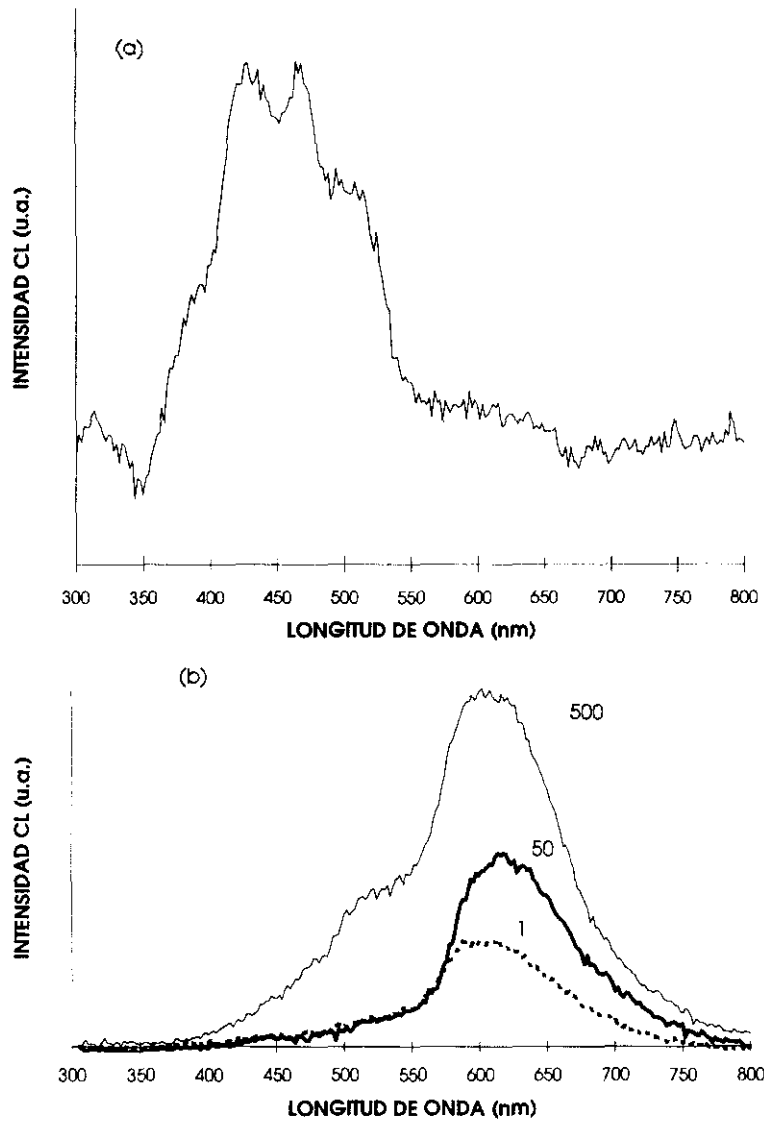 (a)
INTENSIDAD CL (u.a.)
300 350 400 450 500 550 600 650 700 750 800
LONGITUD DE ONDA (nm)
(b)
500
50
1
INTENSIDAD CL (u.a.)
300 350 400 450 500 550 600 650 700 750 800
LONGITUD DE ONDA (nm)